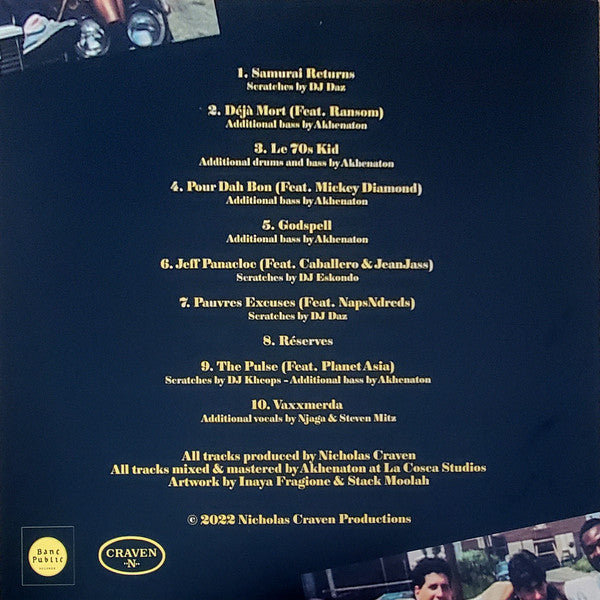 1. Samurai Returns
Scratches by DJ Daz
2. Déjà Mort (Feat. Ransom)
Additional bass by Akhenaton
3. Le 70s Kid
Additional drums and bass by Akhenaton
4. Pour Dah Bon (Feat. Mickey Diamond)
Additional bass by Akhenaton
5. Godspell
Additional bass by Akhenaton
6. Jeff Panacloc (Feat. Caballero & JeanJass)
Scratches by DJ Eskondo
7. Pauvres Excuses (Feat. NapsNdreds)
Scratches by DJ Daz
8. Réserves
9. The Pulse (Feat. Planet Asia)
Scratches by DJ Kheops – Additional bass by Akhenaton
10. Vaxxmerda
Additional vocals by Njaga & Steven Mitz
All tracks produced by Nicholas Craven
All tracks mixed & mastered by Akhenaton at La Cosca Studios
Artwork by Inaya Fragione & Stack Moolah
© 2022 Nicholas Craven Productions
Banc
Public
RECORDS
CRAVEN
-N-